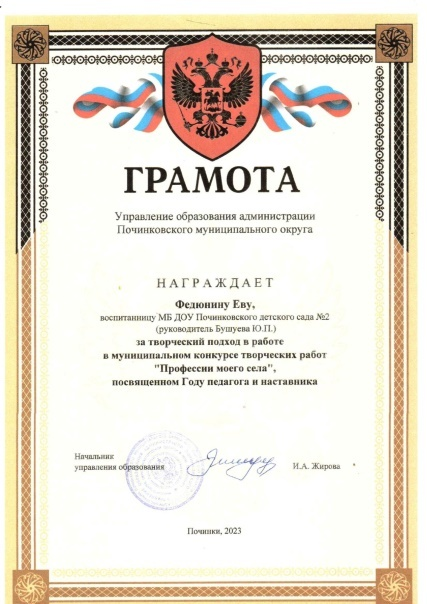 ГРАМОТА
Управление образования администрации
Починковского муниципального округа
НАГРАЖДАЕТ
Федюнину Еву,
воспитанницу МБ ДОУ Починковского детского сада №2
(руководитель Бушуева Ю.П.)
за творческий подход в работе
в муниципальном конкурсе творческих работ
"Профессии моего села",
посвященном Году педагога и наставника
Начальник
управления образования
И.А. Жирова
Починки, 2023